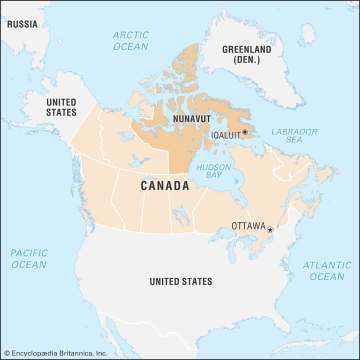 RUSSIA
ARCTIC
OCEAN
GREENLAND
(DEN.)
UNITED
STATES
NUNAVUT
IQALUIT
LABRADOR
SEA
HUDSON
BAY
CANADA
OTTAWA
PACIFIC
OCEAN
ATLANTIC
OCEAN
UNITED STATES
© Encyclopædia Britannica, Inc.